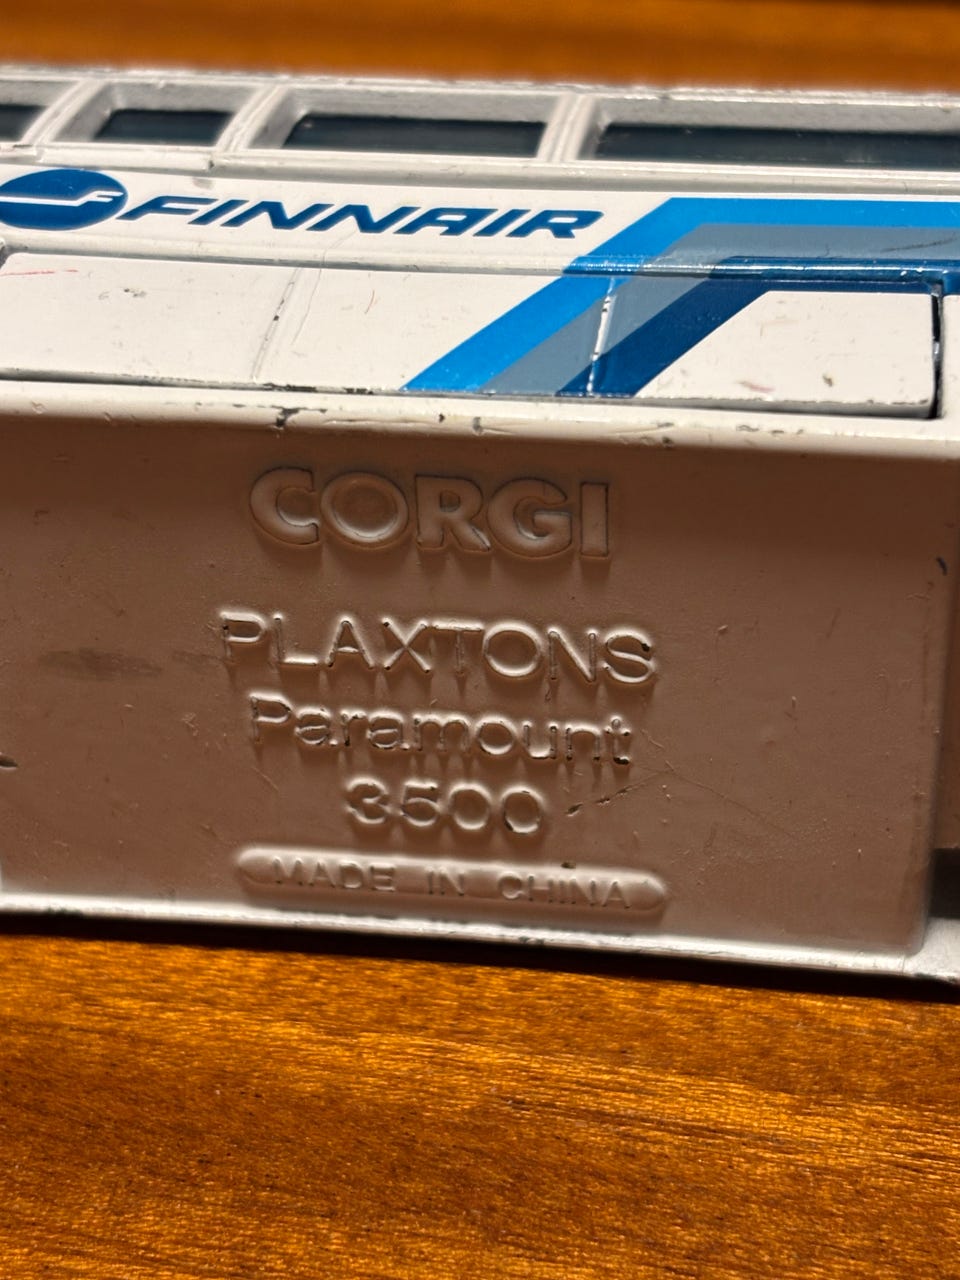 FINNAIR
CORGI
PLAXTONS
Paramount
3500
MADE IN CHINA